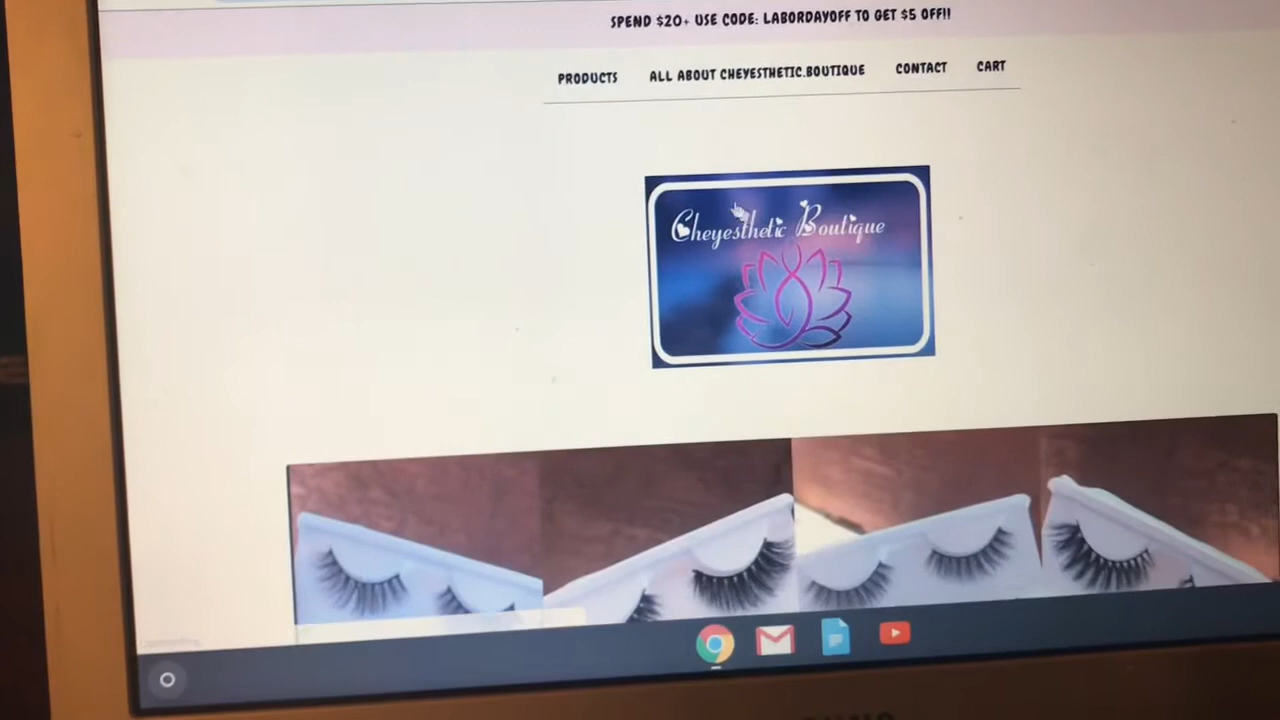 SPEND $20+ USE CODE: LABORDAYOFF TO GET $5 OFF!!
PRODUCTS ALL ABOUT CHEYESTHETIC.BOUTIQUE CONTACT CART
Cheyesthetic Boutique